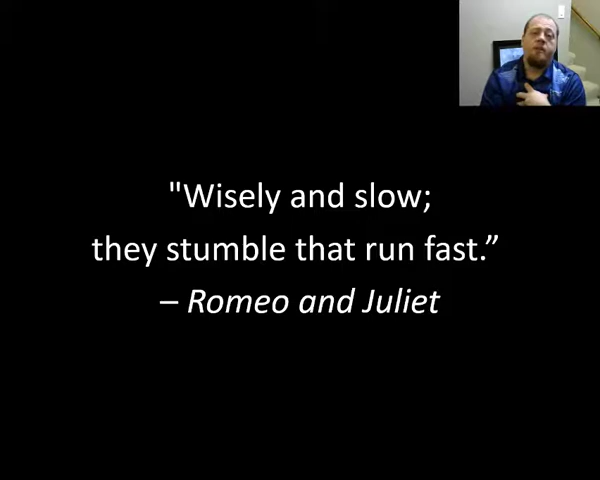 "Wisely and slow;
they stumble that run fast.”
– Romeo and Juliet